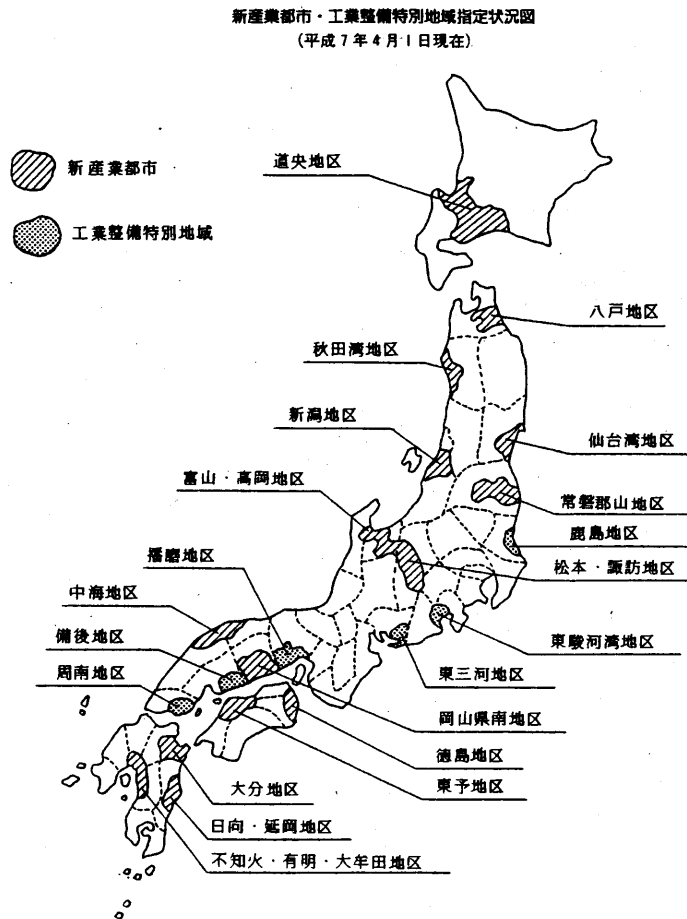 新産業都市・工業整備特別地域指定状況図
(平成7年4月1日現在)
新産業都市
工業整備特別地域
道央地区
八戸地区
秋田湾地区
新潟地区
仙台湾地区
富山・高岡地区
常磐郡山地区
鹿島地区
播磨地区
松本・諏訪地区
中海地区
備後地区
東駿河湾地区
周南地区
東三河地区
岡山県南地区
徳島地区
大分地区
東予地区
日向・延岡地区
不知火・有明・大牟田地区